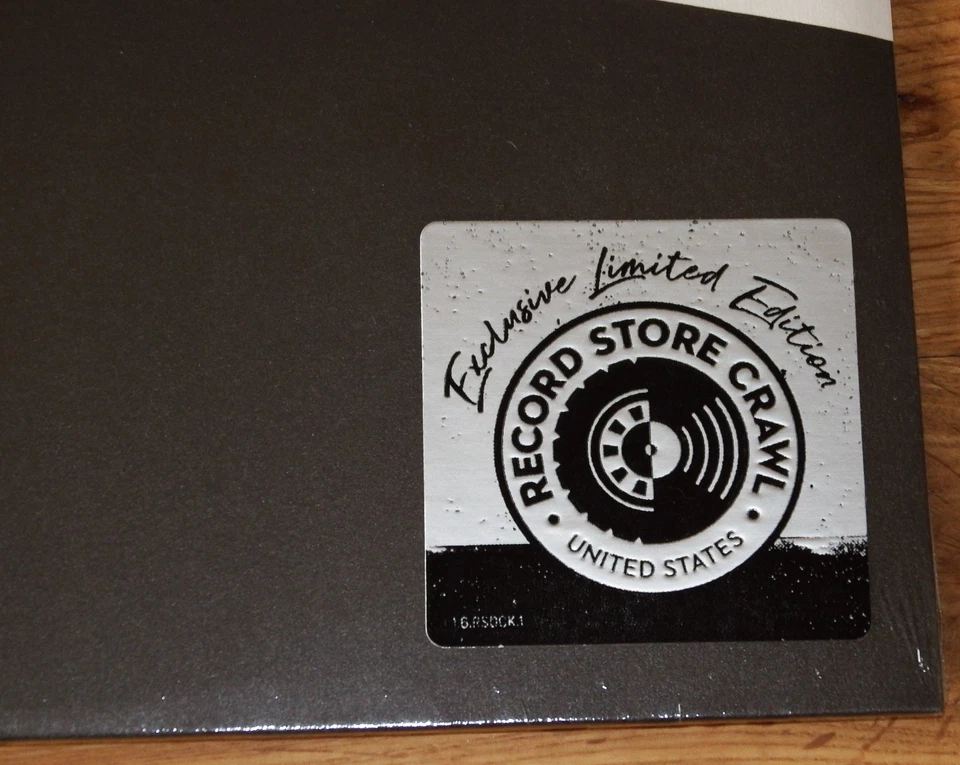 Exclusive Limited Edition
RECORD STORE CRAWL
UNITED STATES